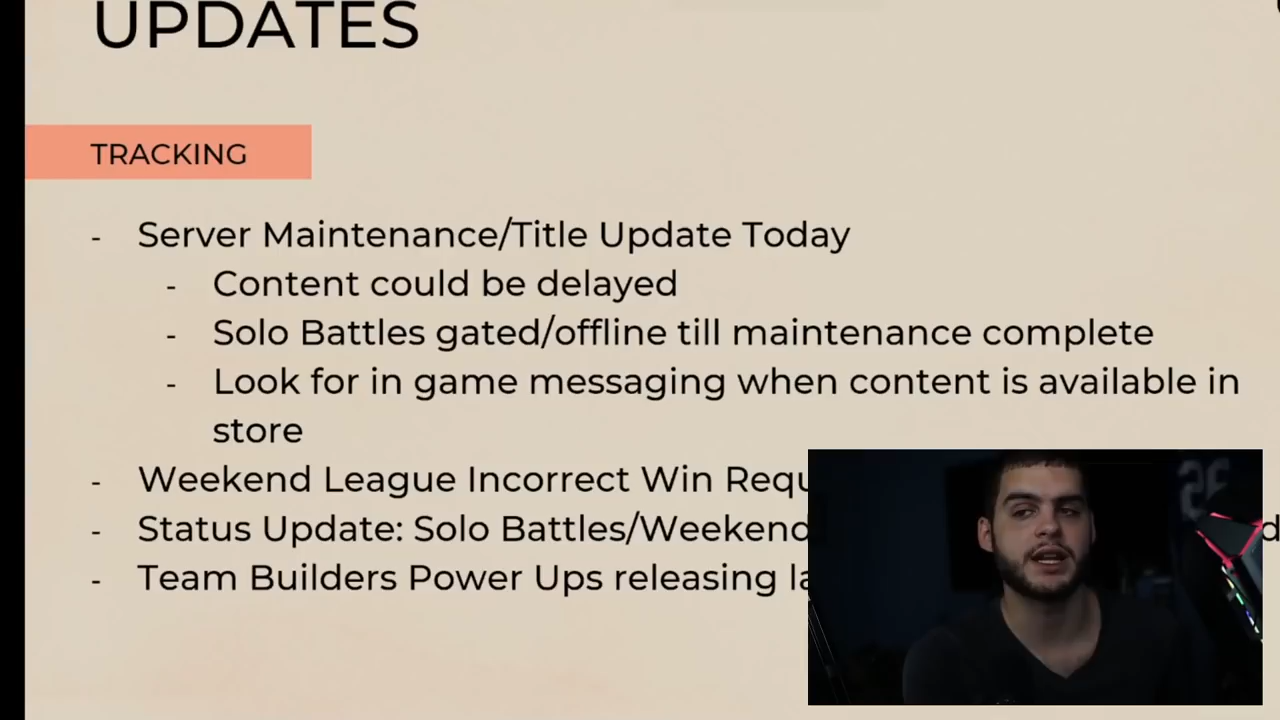 UPDATES
TRACKING
- Server Maintenance/Title Update Today
- Content could be delayed
- Solo Battles gated/offline till maintenance complete
- Look for in game messaging when content is available in
store
- Weekend League Incorrect Win
- Status Update: Solo Battles/Weekend
- Team Builders Power Ups releasing